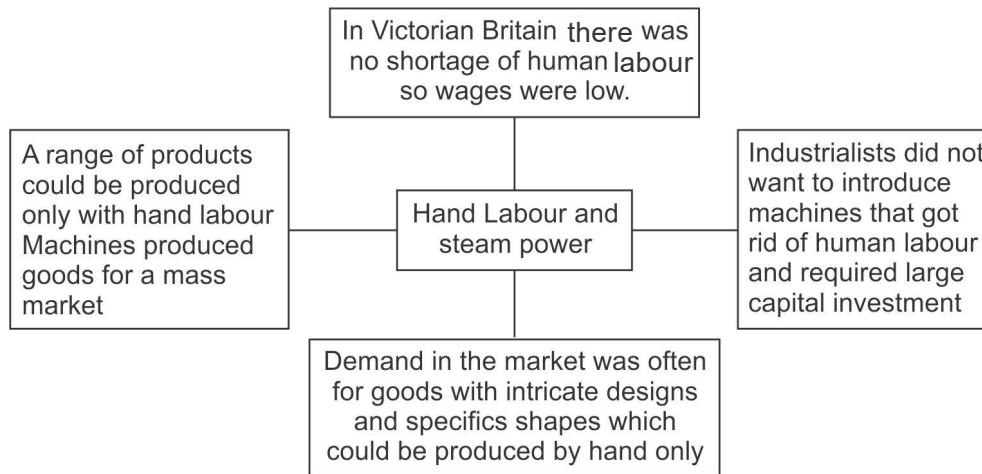 In Victorian Britain there was
no shortage of human labour
so wages were low.
A range of products
could be produced
only with hand labour
Machines produced
goods for a mass
market
Hand Labour and
steam power
Industrialists did not
want to introduce
machines that got
rid of human labour
and required large
capital investment
Demand in the market was often
for goods with intricate designs
and specifics shapes which
could be produced by hand only